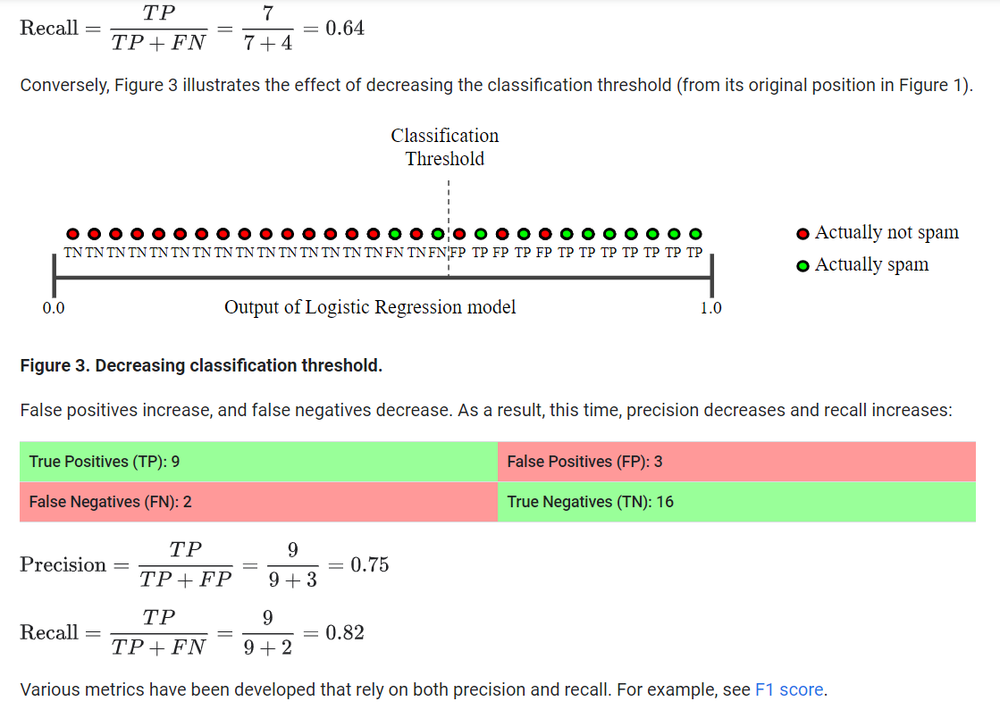 Recall = TP / (TP + FN) = 7 / (7 + 4) = 0.64
Conversely, Figure 3 illustrates the effect of decreasing the classification threshold (from its original position in Figure 1).
Classification
Threshold
TN TN TN TN TN TN TN TN TN TN TN TN TN TN TN FN TN FN FP TP FP TP FP TP TP TP TP TP TP TP
Actually not spam
Actually spam
0.0 Output of Logistic Regression model 1.0
Figure 3. Decreasing classification threshold.
False positives increase, and false negatives decrease. As a result, this time, precision decreases and recall increases:
True Positives (TP): 9 False Positives (FP): 3
False Negatives (FN): 2 True Negatives (TN): 16
Precision = TP / (TP + FP) = 9 / (9 + 3) = 0.75
Recall = TP / (TP + FN) = 9 / (9 + 2) = 0.82
Various metrics have been developed that rely on both precision and recall. For example, see F1 score.